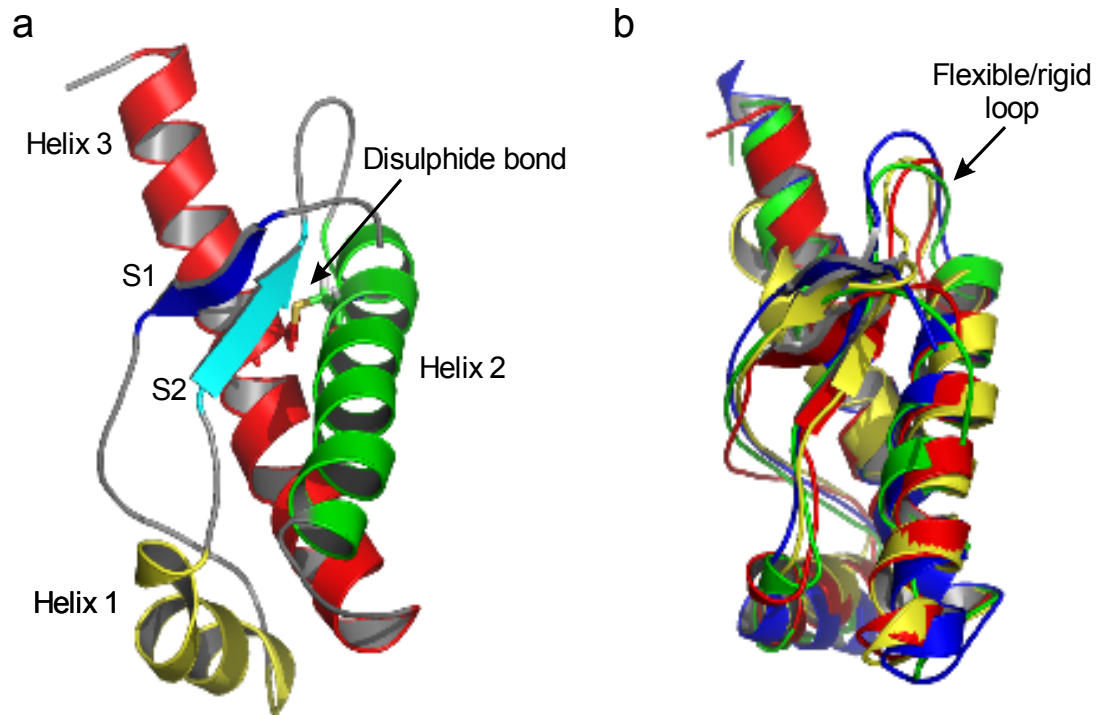 a
b
Flexible/rigid
loop
Helix 3
Disulphide bond
S1
S2
Helix 2
Helix 1